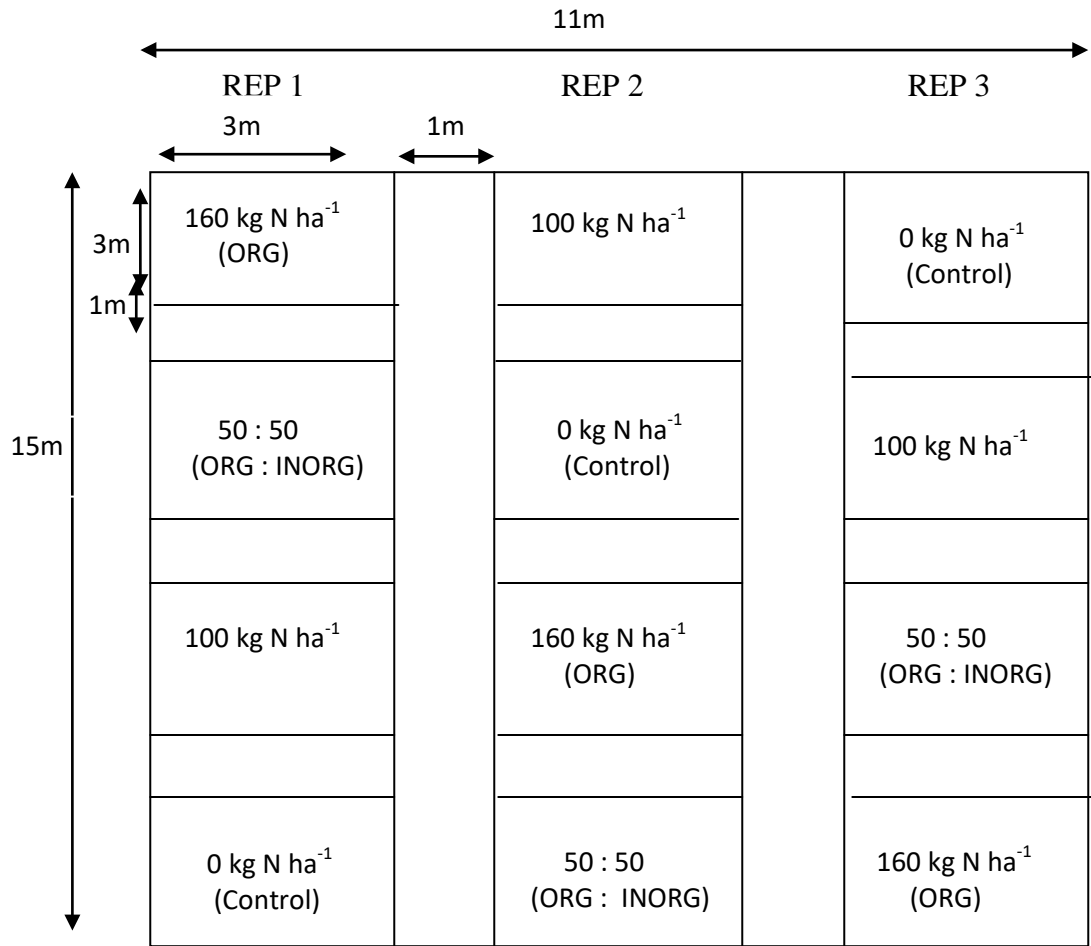 11m
REP 1
REP 2
REP 3
3m
1m
160 kg N ha⁻¹
(ORG)
100 kg N ha⁻¹
0 kg N ha⁻¹
(Control)
3m
1m
15m
50 : 50
(ORG : INORG)
0 kg N ha⁻¹
(Control)
100 kg N ha⁻¹
100 kg N ha⁻¹
160 kg N ha⁻¹
(ORG)
50 : 50
(ORG : INORG)
0 kg N ha⁻¹
(Control)
50 : 50
(ORG : INORG)
160 kg N ha⁻¹
(ORG)